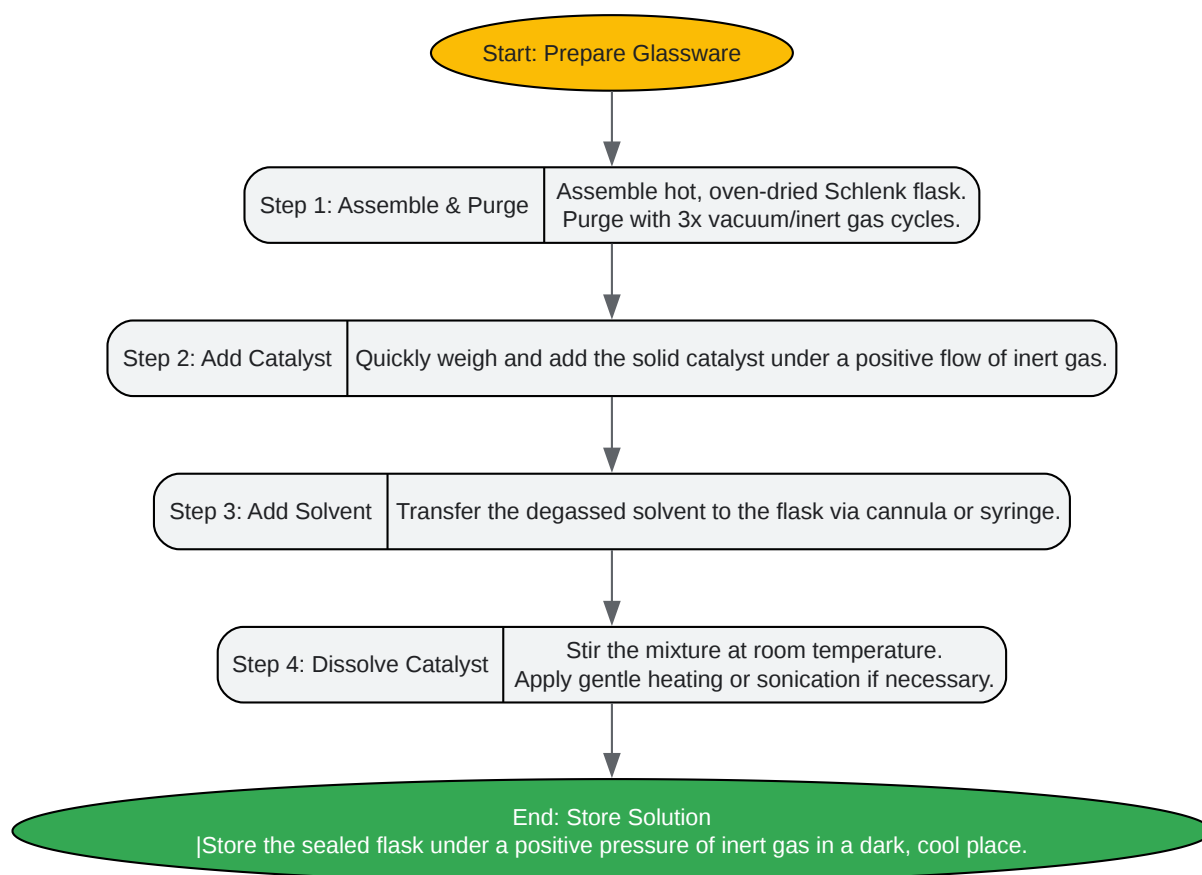 Start: Prepare Glassware
Step 1: Assemble & Purge
Assemble hot, oven-dried Schlenk flask.
Purge with 3x vacuum/inert gas cycles.
Step 2: Add Catalyst
Quickly weigh and add the solid catalyst under a positive flow of inert gas.
Step 3: Add Solvent
Transfer the degassed solvent to the flask via cannula or syringe.
Step 4: Dissolve Catalyst
Stir the mixture at room temperature.
Apply gentle heating or sonication if necessary.
End: Store Solution
|Store the sealed flask under a positive pressure of inert gas in a dark, cool place.